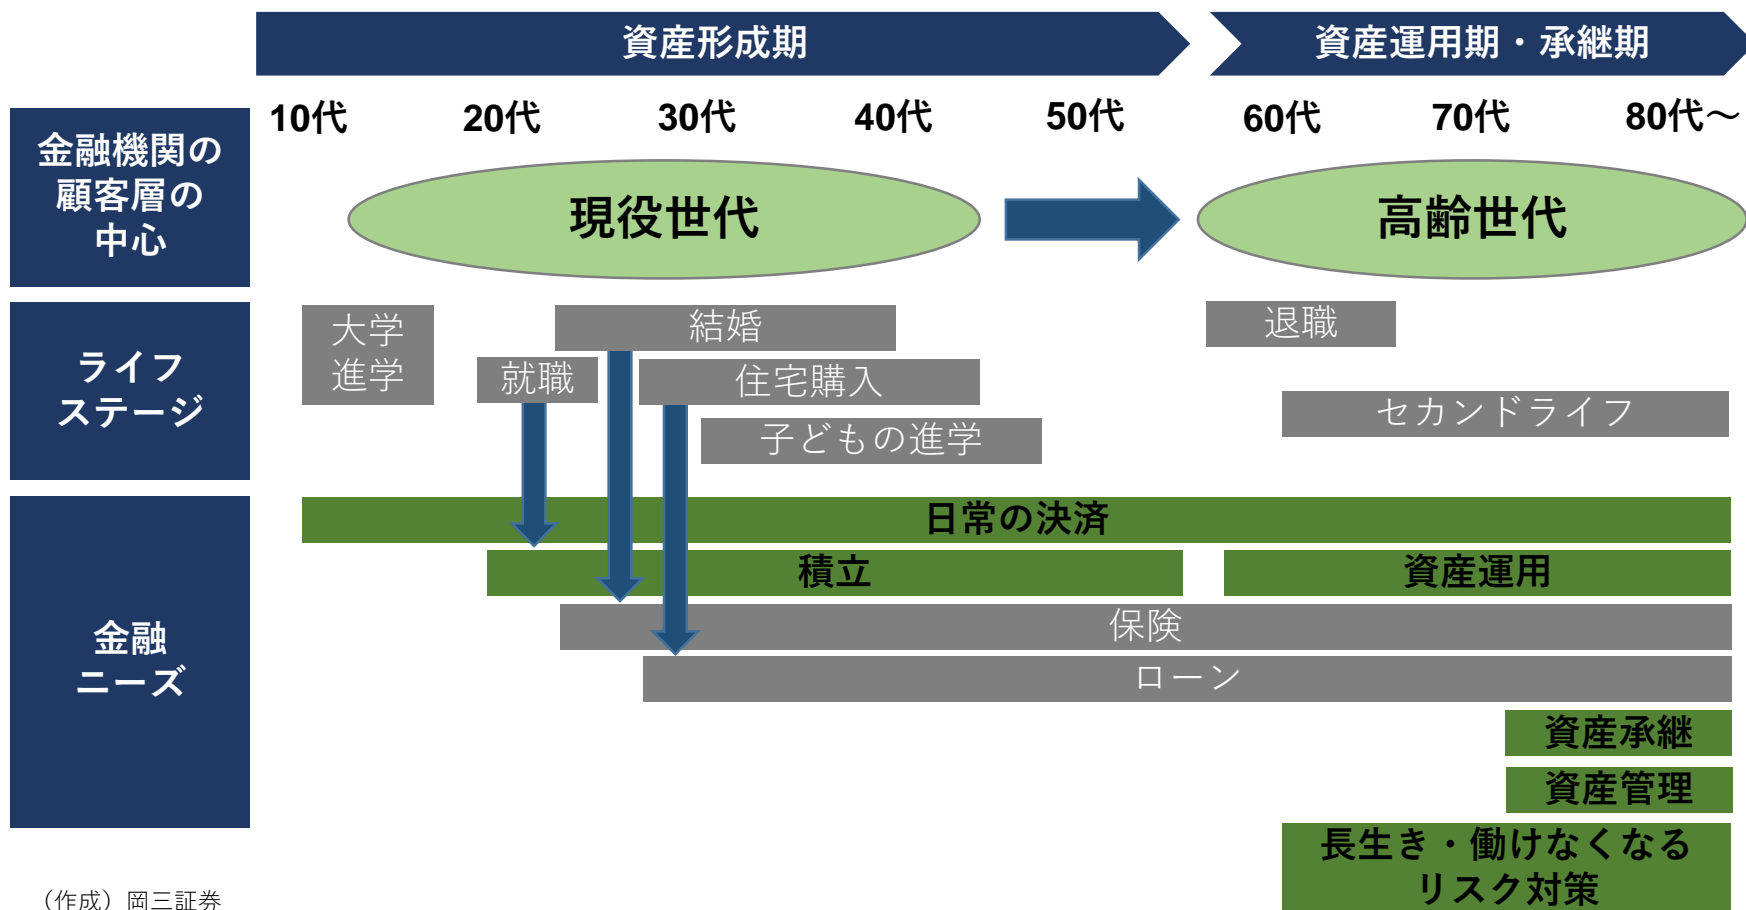 資産形成期
資産運用期・承継期
10代
20代
30代
40代
50代
60代
70代
80代～
金融機関の
顧客層の
中心
現役世代
高齢世代
ライフ
ステージ
大学
進学
就職
結婚
住宅購入
子どもの進学
退職
セカンドライフ
金融
ニーズ
日常の決済
積立
資産運用
保険
ローン
資産承継
資産管理
長生き・働けなくなる
リスク対策
（作成）岡三証券